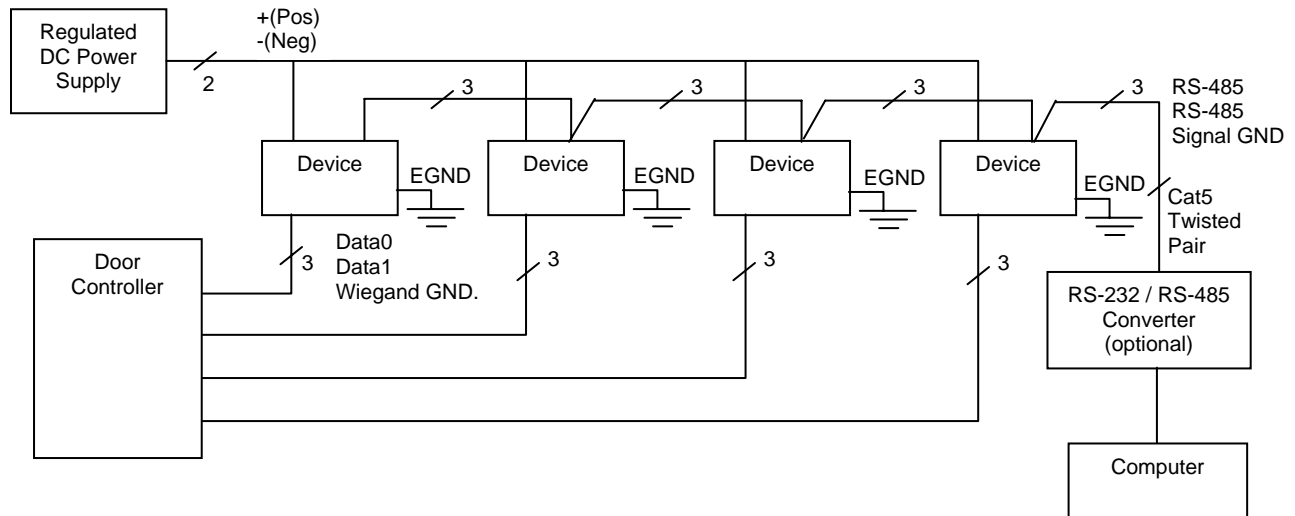 Regulated
DC Power
Supply
+(Pos)
-(Neg)
2
3
3
3
3
RS-485
RS-485
Signal GND
Device
EGND
Device
EGND
Device
EGND
Device
EGND
Cat5
Twisted
Pair
Door
Controller
3
Data0
Data1
Wiegand GND.
3
3
3
RS-232 / RS-485
Converter
(optional)
Computer